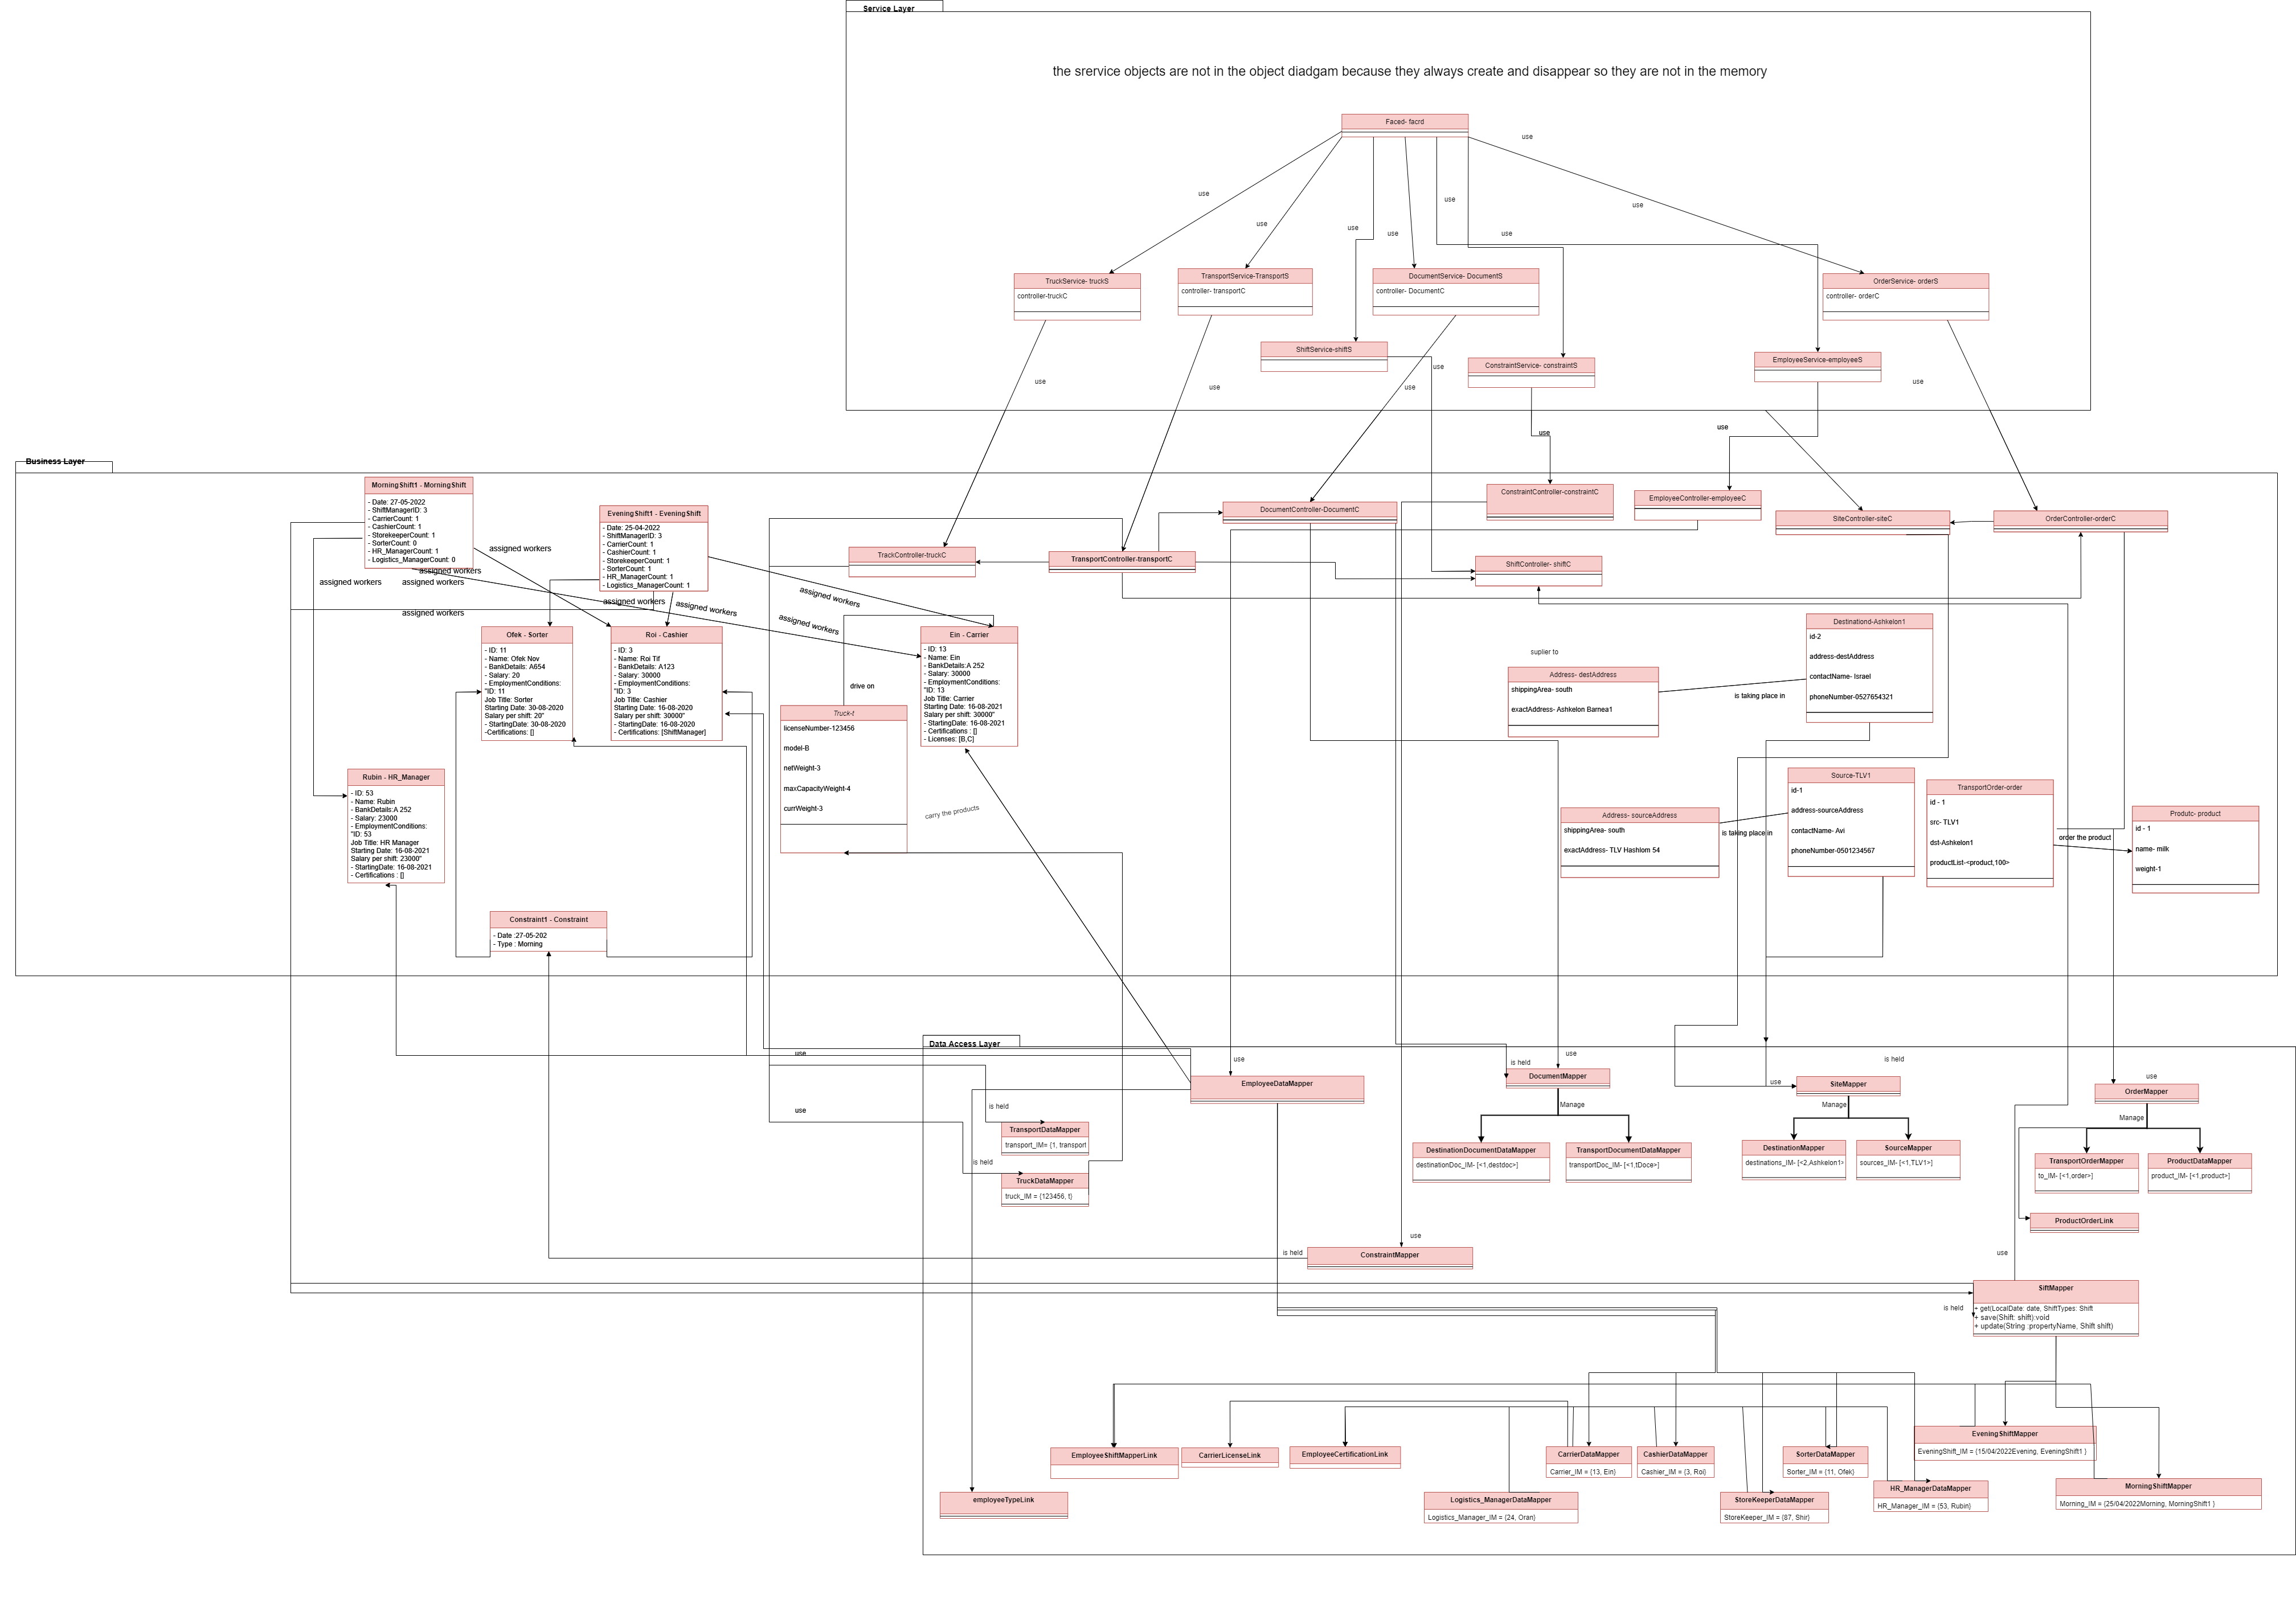 Service Layer
the srervice objects are not in the object diadgam because they always create and disappear so they are not in the memory
Faced- facrd
use
use
use
use
use
use
use
use
TruckService- truckS
controller-truckC
TransportService-TransportS
controller- transportC
DocumentService- DocumentS
controller- DocumentC
OrderService- orderS
controller- orderC
ShiftService-shiftS
ConstraintService- constraintS
EmployeeService-employeeS
use
use
use
use
use
use
use
Business Layer
MorningShift1 - MorningShift
- Date: 27-05-2022
- ShiftManagerID: 3
- CarrierCount: 1
- CashierCount: 1
- StorekeeperCount: 1
- SorterCount: 0
- HR_ManagerCount: 1
- Logistics_ManagerCount: 0
EveningShift1 - EveningShift
- Date: 25-04-2022
- ShiftManagerID: 3
- CarrierCount: 1
- CashierCount: 1
- StorekeeperCount: 1
- SorterCount: 1
- HR_ManagerCount: 1
- Logistics_ManagerCount: 1
ConstraintController-constraintC
EmployeeController-employeeC
DocumentController-DocumentC
SiteController-siteC
OrderController-orderC
TrackController-truckC
TransportController-transportC
ShiftController- shiftC
assigned workers
assigned workers
assigned workers
assigned workers
assigned workers
assigned workers
assigned workers
assigned workers
assigned workers
Ofek - Sorter
- ID: 11
- Name: Ofek Nov
- BankDetails: A654
- Salary: 20
- EmploymentConditions:
"ID: 11
Job Title: Sorter
Starting Date: 30-08-2020
Salary per shift: 20"
- StartingDate: 30-08-2020
-Certifications: []
Roi - Cashier
- ID: 3
- Name: Roi Tif
- BankDetails: A123
- Salary: 30000
- EmploymentConditions:
"ID: 3
Job Title: Cashier
Starting Date: 16-08-2020
Salary per shift: 30000"
- StartingDate: 16-08-2020
- Certifications: [ShiftManager]
Ein - Carrier
- ID: 13
- Name: Ein
- BankDetails:A 252
- Salary: 30000
- EmploymentConditions:
"ID: 13
Job Title: Carrier
Starting Date: 16-08-2021
Salary per shift: 30000"
- StartingDate: 16-08-2021
- Certifications : []
- Licenses: [B,C]
drive on
Truck-t
licenseNumber-123456
model-B
netWeight-3
maxCapacityWeight-4
currWeight-3
carry the products
suplier to
Address- destAddress
shippingArea- south
exactAddress- Ashkelon Barnea1
is taking place in
Destinationd-Ashkelon1
id-2
address-destAddress
contactName- Israel
phoneNumber-0527654321
Rubin - HR_Manager
- ID: 53
- Name: Rubin
- BankDetails:A 252
- Salary: 23000
- EmploymentConditions:
"ID: 53
Job Title: HR Manager
Starting Date: 16-08-2021
Salary per shift: 23000"
- StartingDate: 16-08-2021
- Certifications : []
Address- sourceAddress
shippingArea- south
exactAddress- TLV Hashlom 54
is taking place in
Source-TLV1
id-1
address-sourceAddress
contactName- Avi
phoneNumber-0501234567
TransportOrder-order
id - 1
src- TLV1
dst-Ashkelon1
productList-<product,100>
order the product
Produtc- product
id - 1
name- milk
weight-1
Constraint1 - Constraint
- Date :27-05-202
- Type : Morning
Data Access Layer
use
use
is held
use
is held
EmployeeDataMapper
DocumentMapper
use
SiteMapper
use
OrderMapper
use
is held
is held
Manage
Manage
Manage
TransportDataMapper
transport_IM= {1, transport
TruckDataMapper
truck_IM = {123456, t}
DestinationDocumentDataMapper
destinationDoc_IM- [<1,destdoc>]
TransportDocumentDataMapper
transportDoc_IM- [<1,tDoce>]
DestinationMapper
destinations_IM- [<2,Ashkelon1>
SourceMapper
sources_IM- [<1,TLV1>]
TransportOrderMapper
to_IM- [<1,order>]
ProductDataMapper
product_IM- [<1,product>]
ProductOrderLink
use
is held
ConstraintMapper
use
SiftMapper
is held
+ get(LocalDate: date, ShiftTypes: Shift
+ save(Shift: shift):void
+ update(String :propertyName, Shift shift)
EmployeeShiftMapperLink
CarrierLicenseLink
EmployeeCertificationLink
CarrierDataMapper
Carrier_IM = {13, Ein}
CashierDataMapper
Cashier_IM = {3, Roi}
SorterDataMapper
Sorter_IM = {11, Ofek}
EveningShiftMapper
EveningShift_IM = {15/04/2022Evening, EveningShift1 }
employeeTypeLink
Logistics_ManagerDataMapper
Logistics_Manager_IM = {24, Oran}
StoreKeeperDataMapper
StoreKeeper_IM = {87, Shir}
HR_ManagerDataMapper
HR_Manager_IM = {53, Rubin}
MorningShiftMapper
Morning_IM = {25/04/2022Morning, MorningShift1 }